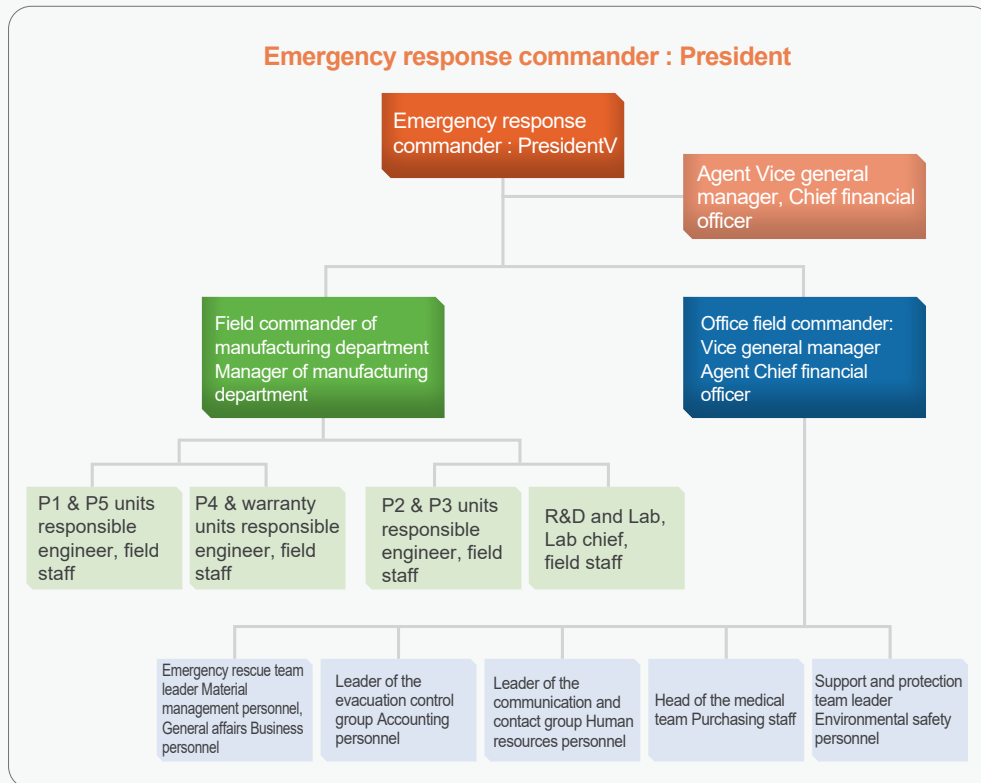 Emergency response commander : President
Emergency response
commander : PresidentV
Agent Vice general
manager, Chief financial
officer
Field commander of
manufacturing department
Manager of manufacturing
department
Office field commander:
Vice general manager
Agent Chief financial
officer
P1 & P5 units
responsible
engineer, field
staff
P4 & warranty
units responsible
engineer, field
staff
P2 & P3 units
responsible
engineer, field
staff
R&D and Lab,
Lab chief,
field staff
Emergency rescue team
leader Material
management personnel,
General affairs Business
personnel
Leader of the
evacuation control
group Accounting
personnel
Leader of the
communication and
contact group Human
resources personnel
Head of the medical
team Purchasing staff
Support and protection
team leader
Environmental safety
personnel